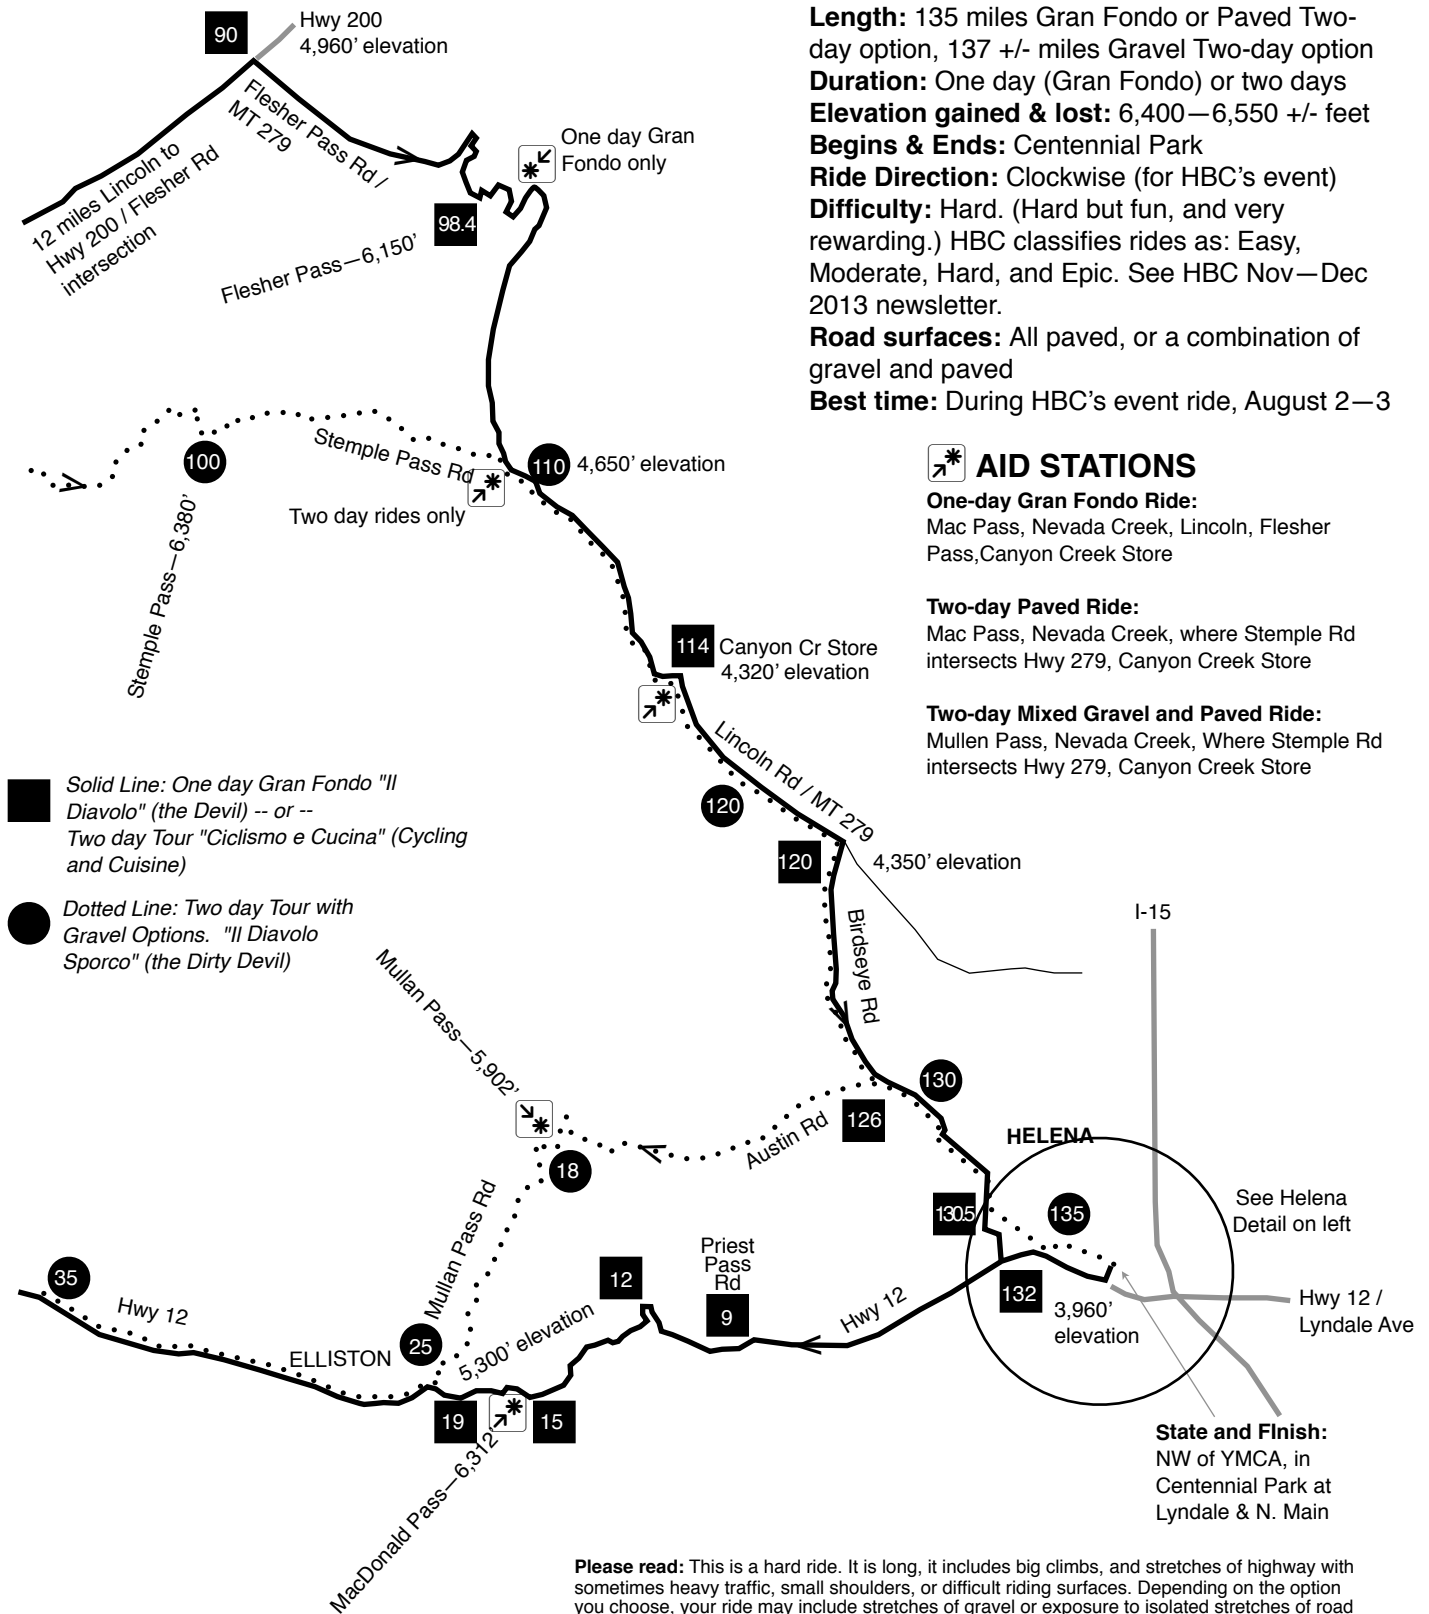 90
Hwy 200
4,960’ elevation
Flesher Pass Rd /
MT 279
12 miles Lincoln to
Hwy 200 / Flesher Rd
intersection
One day Gran
Fondo only
98.4
Flesher Pass—6,150’
Length: 135 miles Gran Fondo or Paved Two-
day option, 137 +/- miles Gravel Two-day option
Duration: One day (Gran Fondo) or two days
Elevation gained & lost: 6,400—6,550 +/- feet
Begins & Ends: Centennial Park
Ride Direction: Clockwise (for HBC’s event)
Difficulty: Hard. (Hard but fun, and very
rewarding.) HBC classifies rides as: Easy,
Moderate, Hard, and Epic. See HBC Nov—Dec
2013 newsletter.
Road surfaces: All paved, or a combination of
gravel and paved
Best time: During HBC’s event ride, August 2—3
Stemple Pass Rd
100
110
4,650’ elevation
Two day rides only
Stemple Pass—6,380’
AID STATIONS
One-day Gran Fondo Ride:
Mac Pass, Nevada Creek, Lincoln, Flesher
Pass,Canyon Creek Store
Two-day Paved Ride:
Mac Pass, Nevada Creek, where Stemple Rd
intersects Hwy 279, Canyon Creek Store
Two-day Mixed Gravel and Paved Ride:
Mullen Pass, Nevada Creek, Where Stemple Rd
intersects Hwy 279, Canyon Creek Store
114
Canyon Cr Store
4,320’ elevation
Lincoln Rd / MT 279
120
120
4,350’ elevation
Solid Line: One day Gran Fondo "Il
Diavolo" (the Devil) -- or --
Two day Tour "Ciclismo e Cucina" (Cycling
and Cuisine)
Dotted Line: Two day Tour with
Gravel Options.  "Il Diavolo
Sporco" (the Dirty Devil)
Birdseye Rd
I-15
Mullan Pass—5,902’
130
126
Austin Rd
HELENA
18
Mullan Pass Rd
130.5
135
See Helena
Detail on left
Priest
Pass
Rd
35
12
9
132
Hwy 12
Hwy 12
3,960’
elevation
Hwy 12 /
Lyndale Ave
ELLISTON
25
5,300’ elevation
19
15
MacDonald Pass—6,312’
State and FInish:
NW of YMCA, in
Centennial Park at
Lyndale & N. Main
Please read: This is a hard ride. It is long, it includes big climbs, and stretches of highway with
sometimes heavy traffic, small shoulders, or difficult riding surfaces. Depending on the option
you choose, your ride may include stretches of gravel or exposure to isolated stretches of road